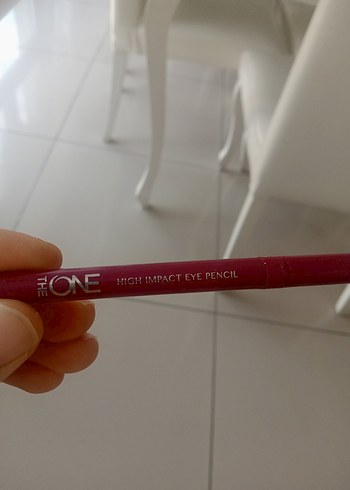 THE ONE HIGH IMPACT EYE PENCIL